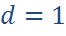 d = 1